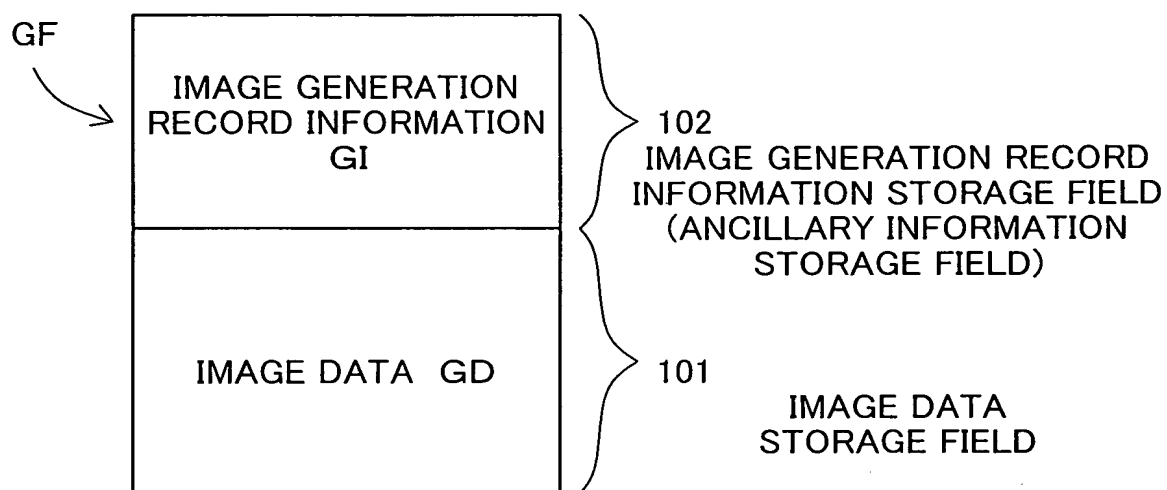 GF
IMAGE GENERATION
RECORD INFORMATION
GI
102
IMAGE GENERATION RECORD
INFORMATION STORAGE FIELD
(ANCILLARY INFORMATION
STORAGE FIELD)
IMAGE DATA GD
101
IMAGE DATA
STORAGE FIELD